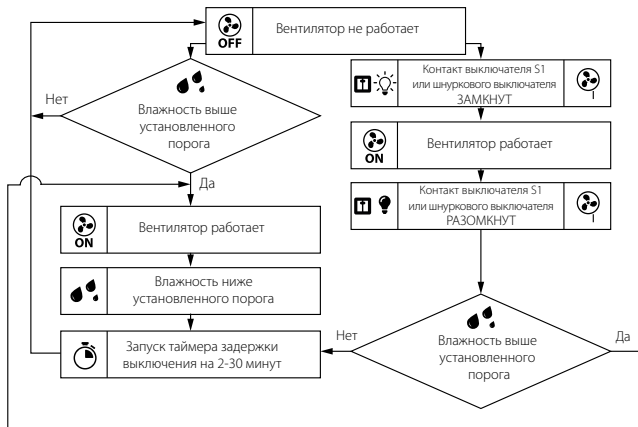 OFF
Вентилятор не работает
Нет
Влажность выше
установленного
порога
Да
ON
Вентилятор работает
Влажность ниже
установленного порога
Запуск таймера задержки
выключения на 2-30 минут
Контакт выключателя S1
или шнуркового выключателя
ЗАМКНУТ
ON
Вентилятор работает
Контакт выключателя S1
или шнуркового выключателя
РАЗОМКНУТ
Нет
Влажность выше
установленного
порога
Да